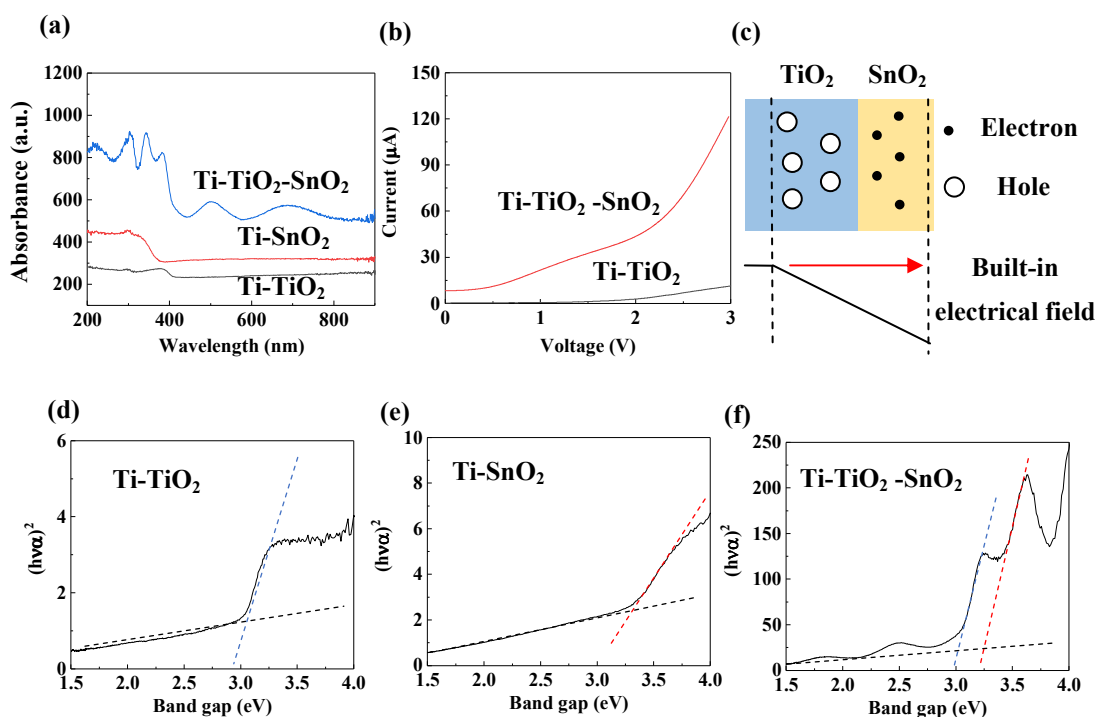 (a)
1200
1000
800
600
400
200
200 400 600 800
Absorbance (a.u.)
Wavelength (nm)
Ti-TiO₂-SnO₂
Ti-SnO₂
Ti-TiO₂
(b)
150
120
90
60
30
0
0 1 2 3
Current (μA)
Voltage (V)
Ti-TiO₂ -SnO₂
Ti-TiO₂
(c)
TiO₂ SnO₂
Electron
Hole
Built-in
electrical field
(d)
6
4
2
0
1.5 2.0 2.5 3.0 3.5 4.0
(hνα)²
Band gap (eV)
Ti-TiO₂
(e)
10
8
6
4
2
0
1.5 2.0 2.5 3.0 3.5 4.0
(hνα)²
Band gap (eV)
Ti-SnO₂
(f)
250
200
150
100
50
0
1.5 2.0 2.5 3.0 3.5 4.0
(hνα)²
Band gap (eV)
Ti-TiO₂ -SnO₂